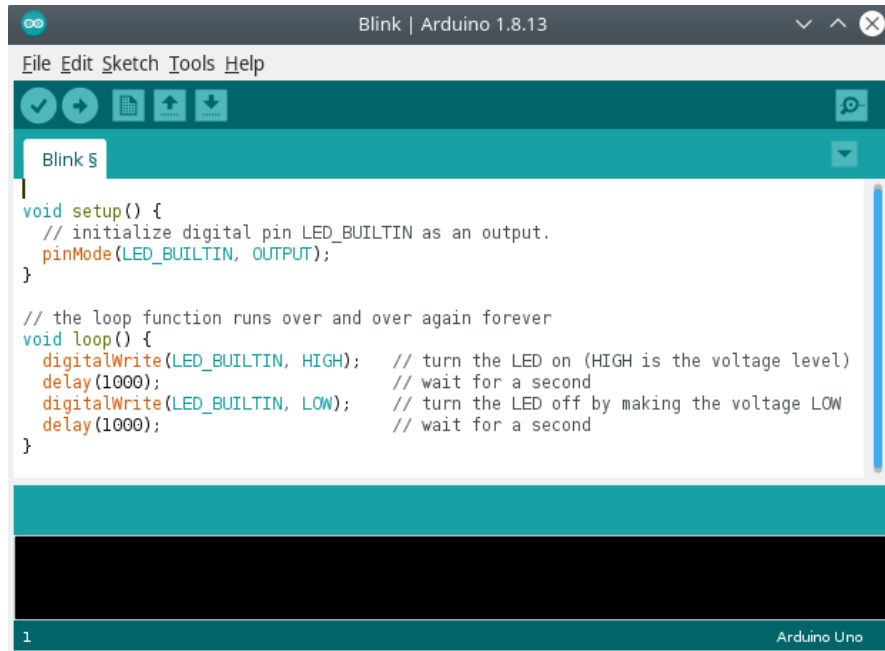 Blink | Arduino 1.8.13
File Edit Sketch Tools Help
Blink §
void setup() {
  // initialize digital pin LED_BUILTIN as an output.
  pinMode(LED_BUILTIN, OUTPUT);
}

// the loop function runs over and over again forever
void loop() {
  digitalWrite(LED_BUILTIN, HIGH);   // turn the LED on (HIGH is the voltage level)
  delay(1000);                       // wait for a second
  digitalWrite(LED_BUILTIN, LOW);    // turn the LED off by making the voltage LOW
  delay(1000);                       // wait for a second
}
1 Arduino Uno